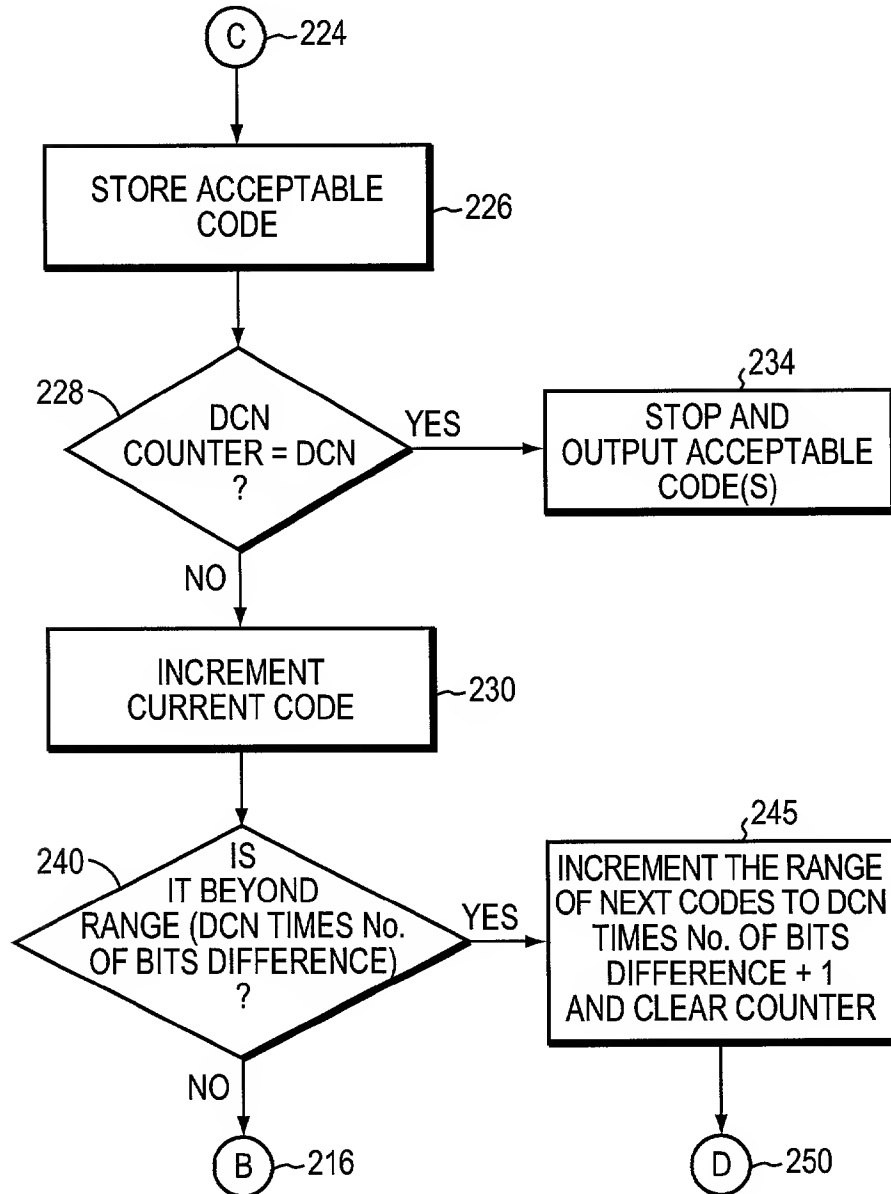 C
224
STORE ACCEPTABLE
CODE
226
228
DCN
COUNTER = DCN
?
YES
234
STOP AND
OUTPUT ACCEPTABLE
CODE(S)
NO
INCREMENT
CURRENT CODE
230
240
IS
IT BEYOND
RANGE (DCN TIMES No.
OF BITS DIFFERENCE)
?
YES
245
INCREMENT THE RANGE
OF NEXT CODES TO DCN
TIMES No. OF BITS
DIFFERENCE + 1
AND CLEAR COUNTER
NO
B
216
D
250